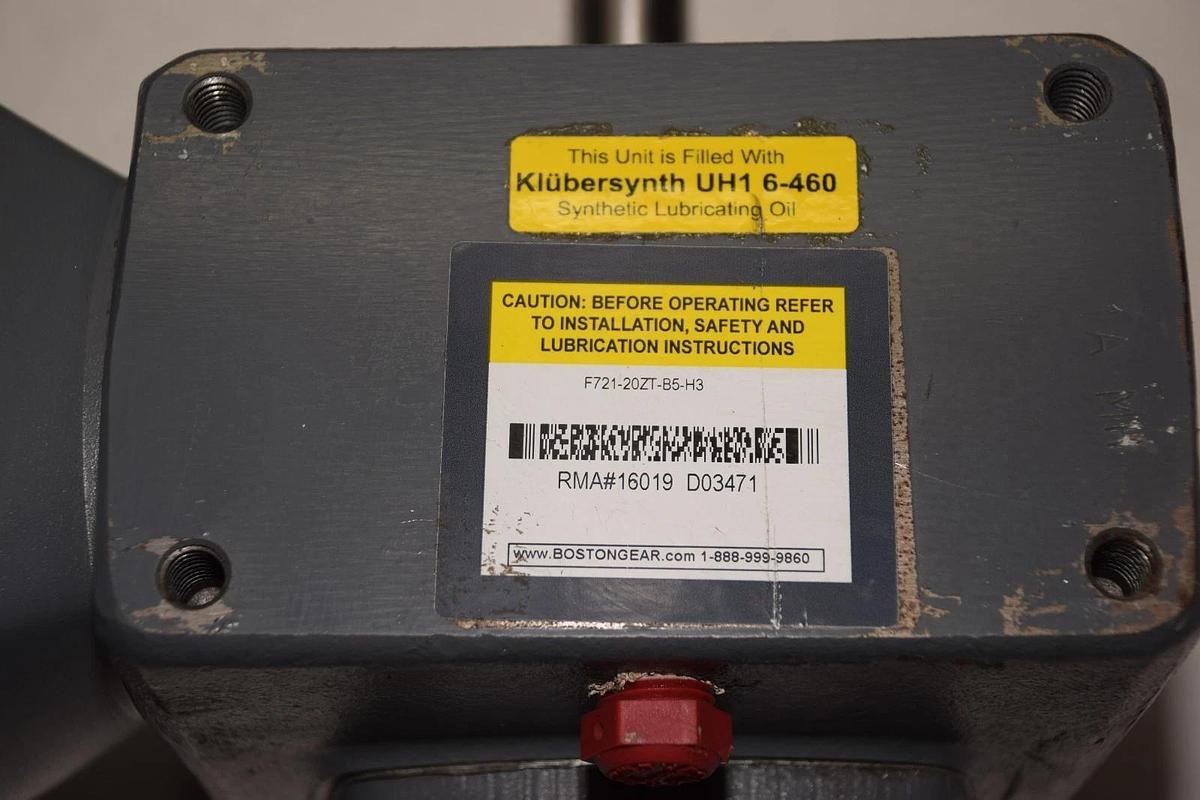 This Unit is Filled With
Klübersynth UH1 6-460
Synthetic Lubricating Oil
CAUTION: BEFORE OPERATING REFER
TO INSTALLATION, SAFETY AND
LUBRICATION INSTRUCTIONS
F721-20ZT-B5-H3
RMA#16019 D03471
www.BOSTONGEAR.com 1-888-999-9860